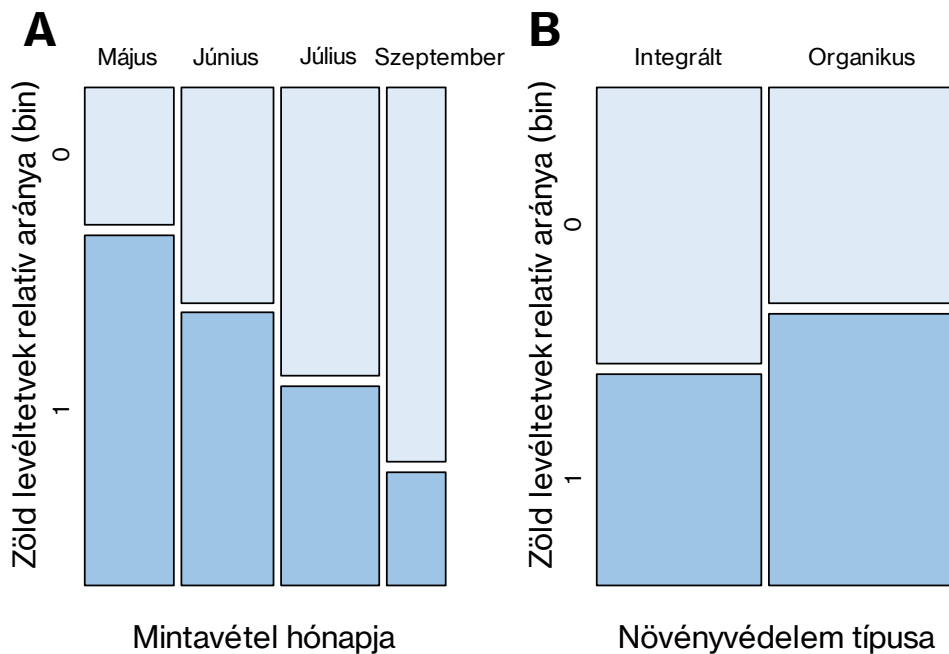 A
Május Június Július Szeptember
Zöld levéltetvek relatív aránya (bin)
0
1
Mintavétel hónapja
B
Integrált Organikus
Zöld levéltetvek relatív aránya (bin)
0
1
Növényvédelem típusa